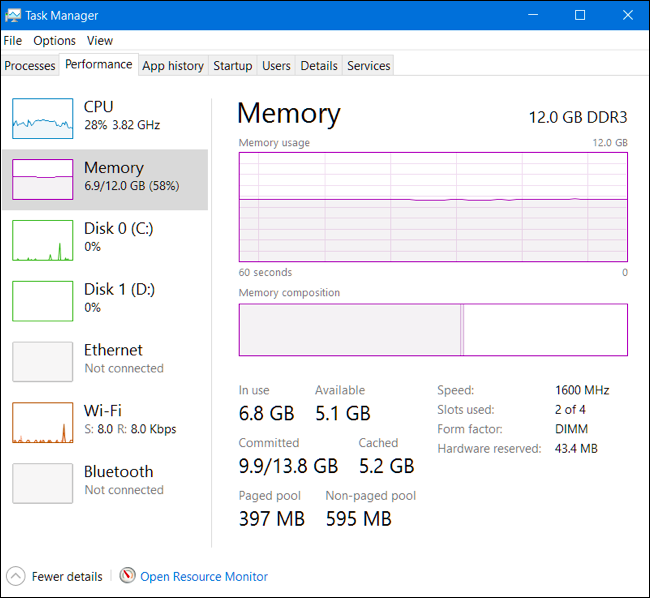 Task Manager
File Options View
Processes Performance App history Startup Users Details Services
CPU
28% 3.82 GHz
Memory
6.9/12.0 GB (58%)
Disk 0 (C:)
0%
Disk 1 (D:)
0%
Ethernet
Not connected
Wi-Fi
S: 8.0 R: 8.0 Kbps
Bluetooth
Not connected
Memory 12.0 GB DDR3
Memory usage 12.0 GB
60 seconds 0
Memory composition
In use Available
6.8 GB 5.1 GB
Committed Cached
9.9/13.8 GB 5.2 GB
Paged pool Non-paged pool
397 MB 595 MB
Speed: 1600 MHz
Slots used: 2 of 4
Form factor: DIMM
Hardware reserved: 43.4 MB
Fewer details Open Resource Monitor